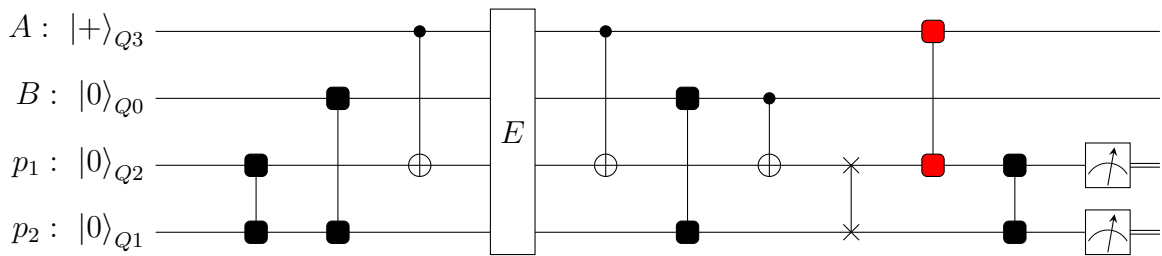 A : |+⟩Q3
B : |0⟩Q0
E
p₁ : |0⟩Q2
p₂ : |0⟩Q1